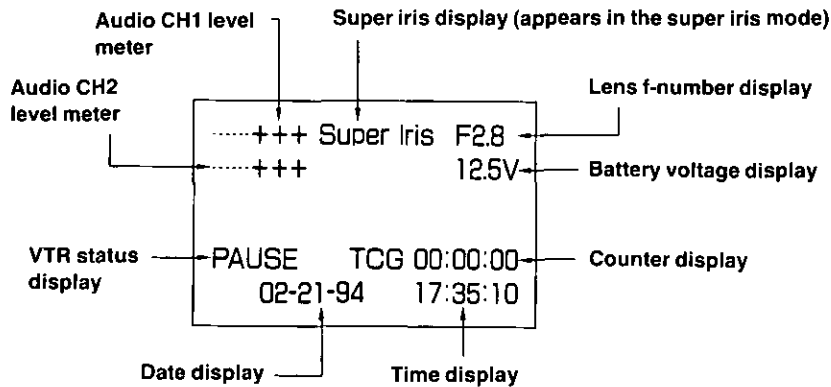 Audio CH1 level
meter
Super iris display (appears in the super iris mode)
Audio CH2
level meter
Lens f-number display
-----+++ Super Iris F2.8
-----+++ 12.5V
Battery voltage display
VTR status
display
PAUSE TCG 00:00:00
Counter display
02-21-94 17:35:10
Date display
Time display